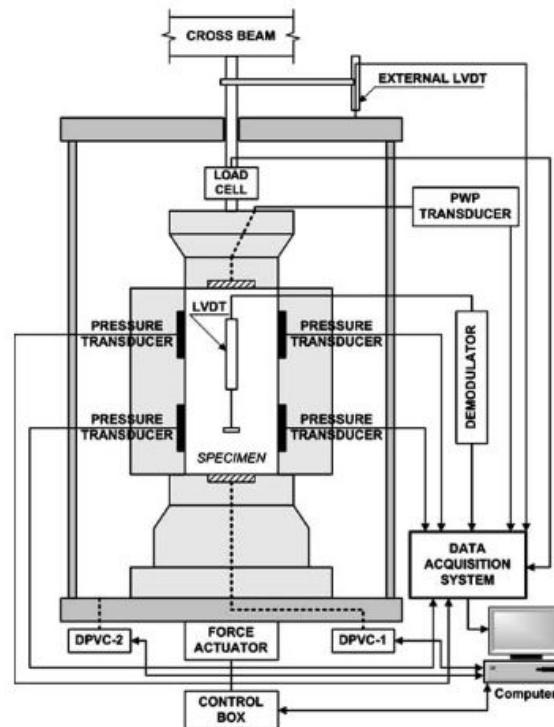 CROSS BEAM
EXTERNAL LVDT
LOAD
CELL
PWP
TRANSDUCER
LVDT
PRESSURE
TRANSDUCER
PRESSURE
TRANSDUCER
DEMODULATOR
PRESSURE
TRANSDUCER
PRESSURE
TRANSDUCER
SPECIMEN
DATA
ACQUISITION
SYSTEM
DPVC-2
FORCE
ACTUATOR
DPVC-1
Computer
CONTROL
BOX